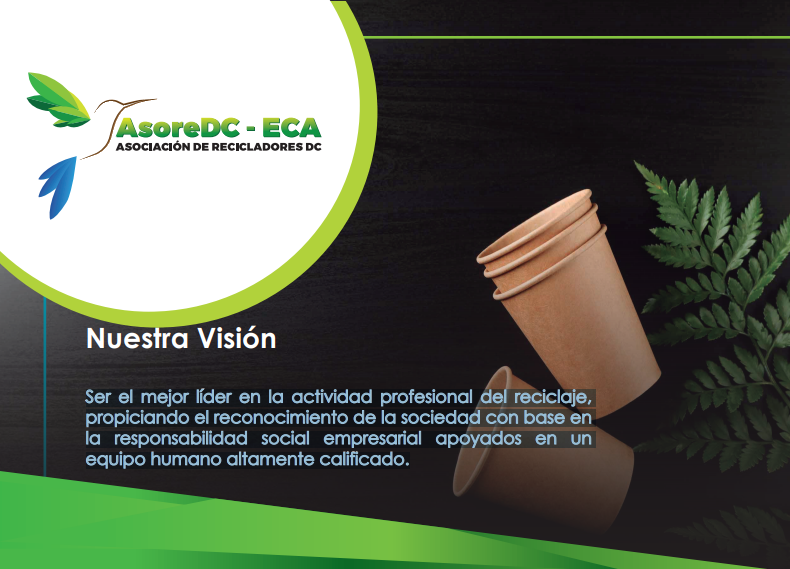 AsoreDC - ECA
ASOCIACIÓN DE RECICLADORES DC
Nuestra Visión
Ser el mejor líder en la actividad profesional del reciclaje,
propiciando el reconocimiento de la sociedad con base en
la responsabilidad social empresarial apoyados en un
equipo humano altamente calificado.